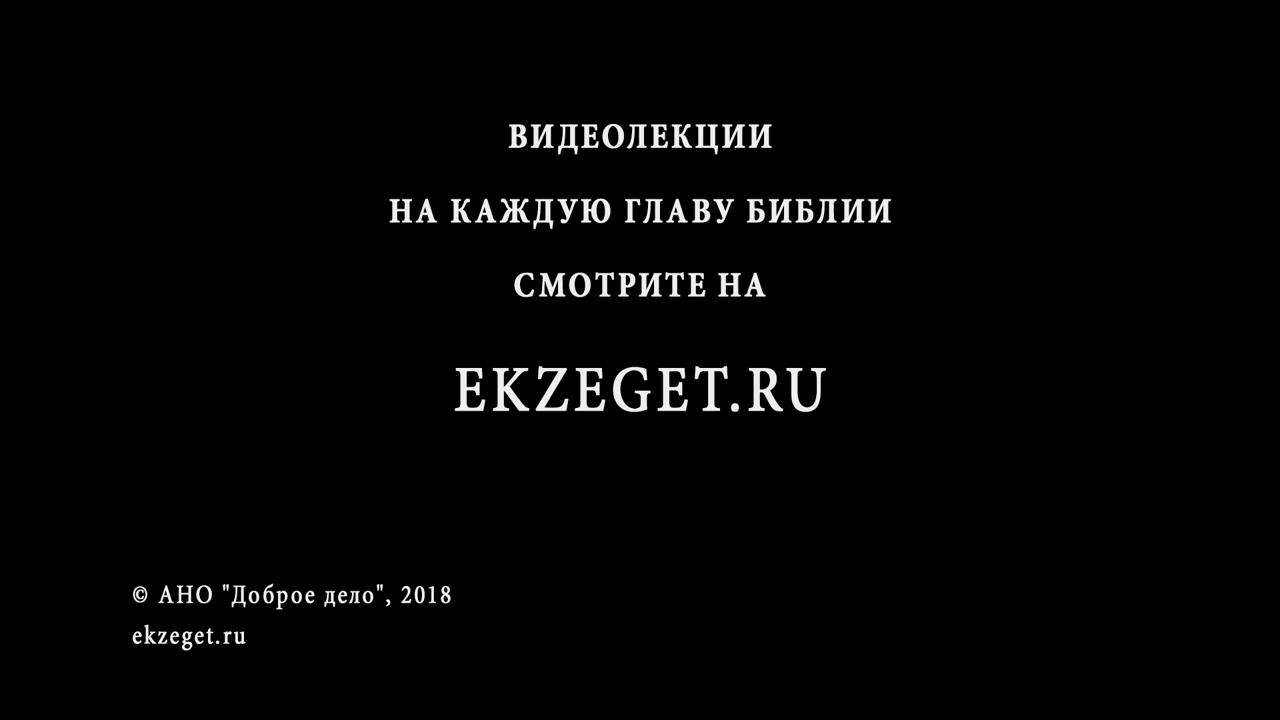 ВИДЕОЛЕКЦИИ
НА КАЖДУЮ ГЛАВУ БИБЛИИ
СМОТРИТЕ НА
EKZEGET.RU
© АНО "Доброе дело", 2018
ekzeget.ru